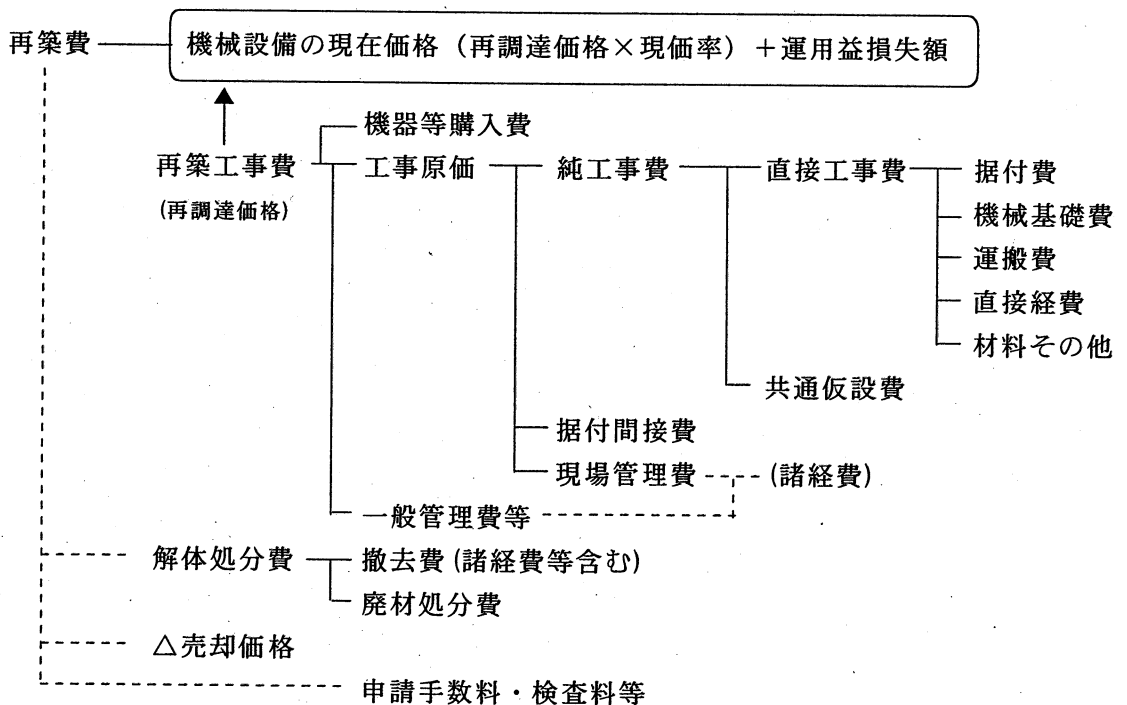 再築費 機械設備の現在価格（再調達価格×現価率）＋運用益損失額
機器等購入費
再築工事費 工事原価 純工事費 直接工事費 据付費
(再調達価格) 機械基礎費
運搬費
直接経費
材料その他
共通仮設費
据付間接費
現場管理費 (諸経費)
一般管理費等
解体処分費 撤去費(諸経費等含む)
廃材処分費
△売却価格
申請手数料・検査料等